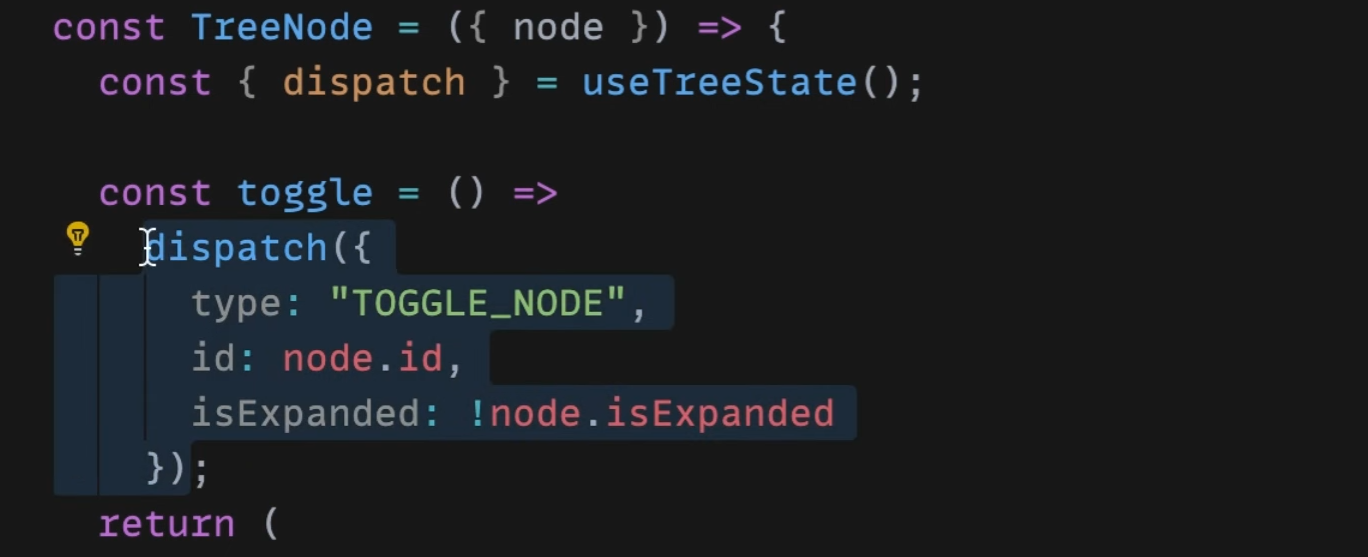 const TreeNode = ({ node }) => {
  const { dispatch } = useTreeState();

  const toggle = () =>
    dispatch({
      type: "TOGGLE_NODE",
      id: node.id,
      isExpanded: !node.isExpanded
    });
  return (